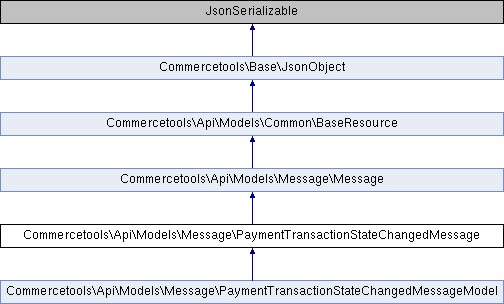 JsonSerializable
Commercetools\Base\JsonObject
Commercetools\Api\Models\Common\BaseResource
Commercetools\Api\Models\Message\Message
Commercetools\Api\Models\Message\PaymentTransactionStateChangedMessage
Commercetools\Api\Models\Message\PaymentTransactionStateChangedMessageModel